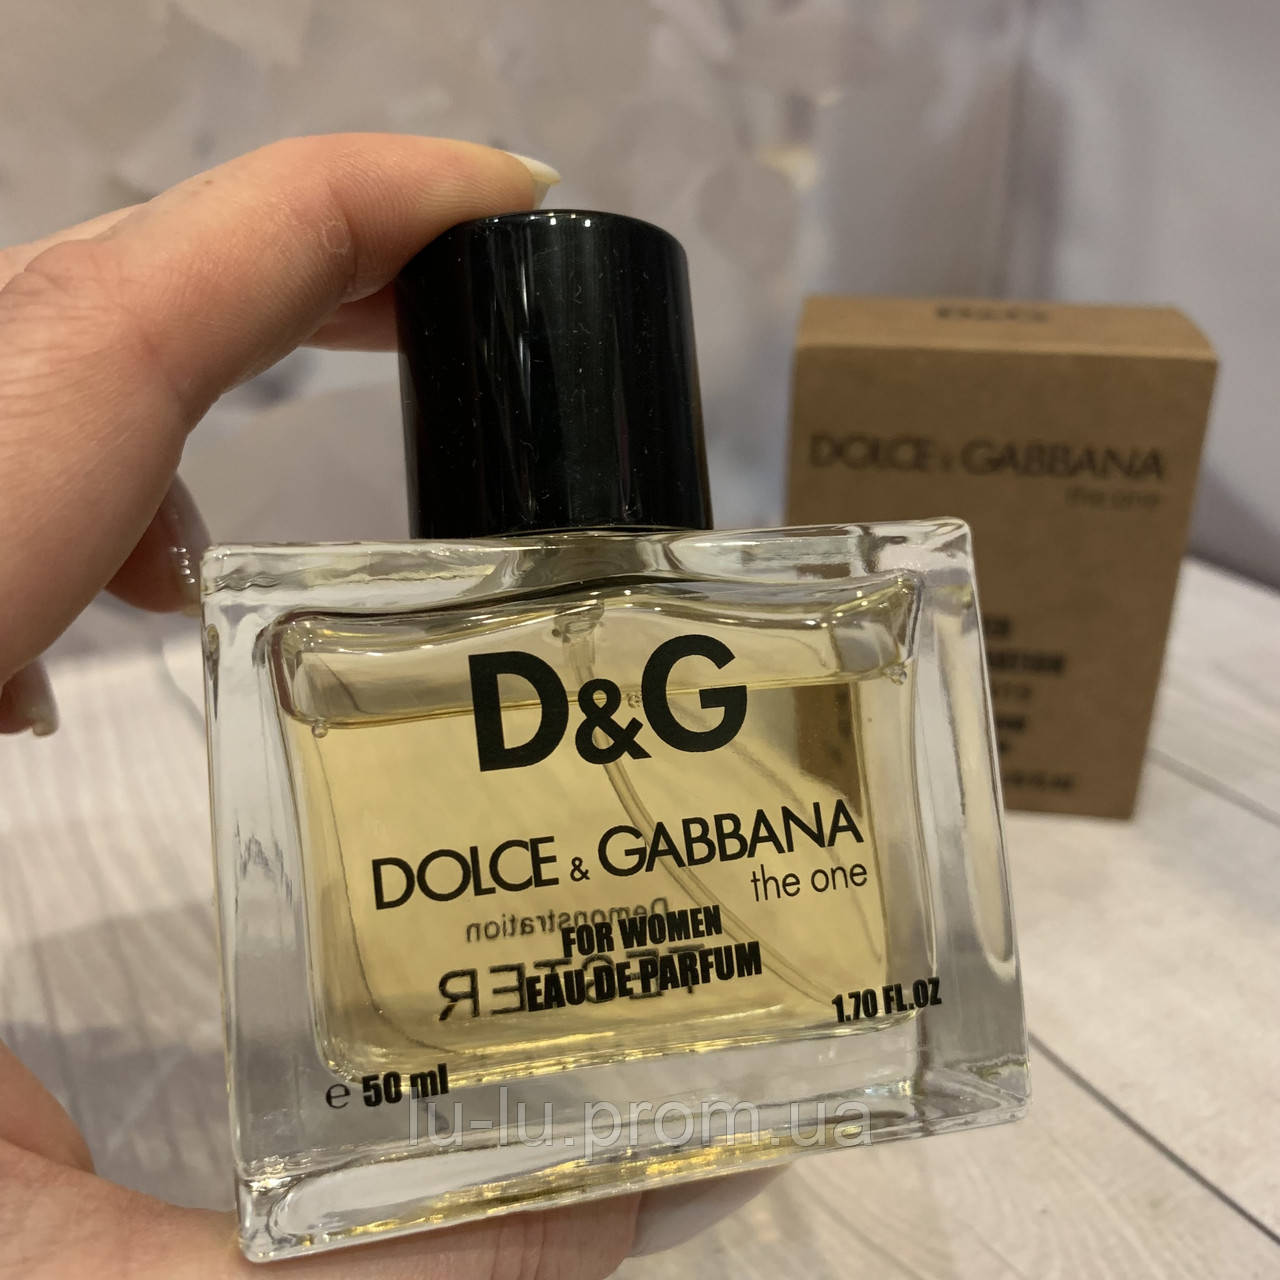 D&G
DOLCE & GABBANA
the one
D&G
DOLCE & GABBANA
the one
Demonstration
FOR WOMEN
TESTER
EAU DE PARFUM
1.70 FL.OZ
e 50 ml
lu-lu.prom.ua